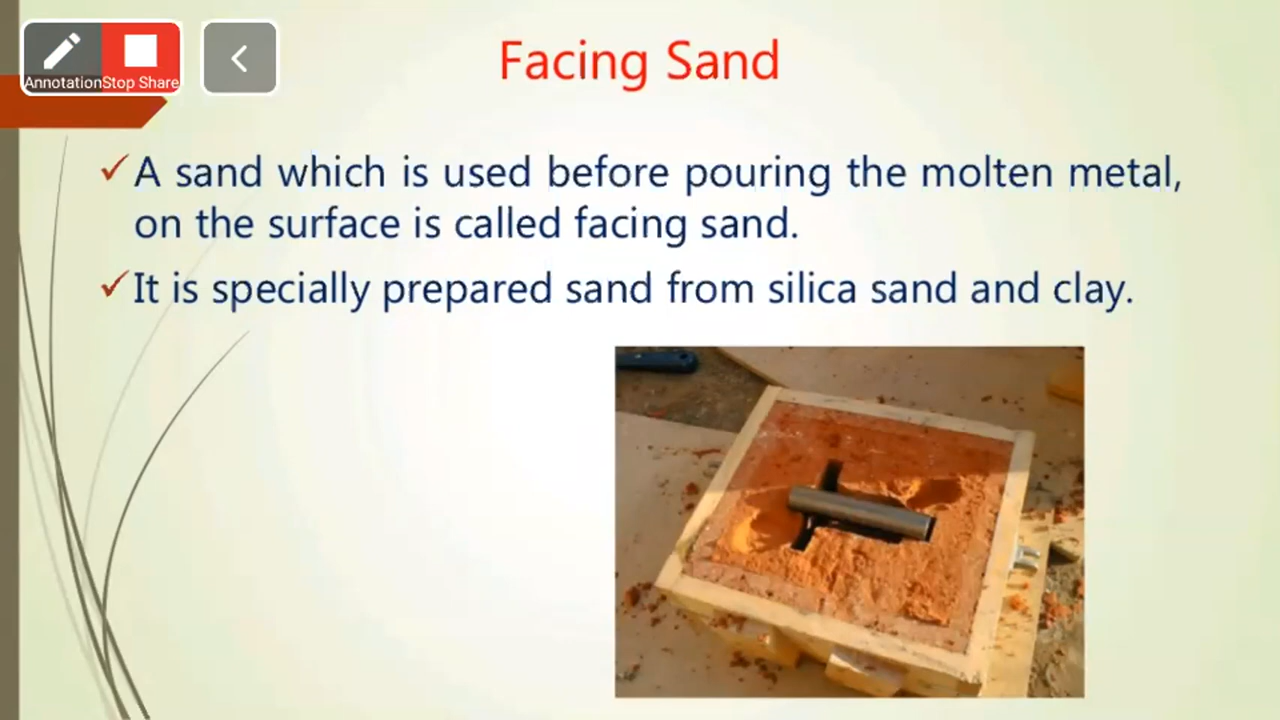 Annotation Stop Share
Facing Sand
A sand which is used before pouring the molten metal,
on the surface is called facing sand.
It is specially prepared sand from silica sand and clay.